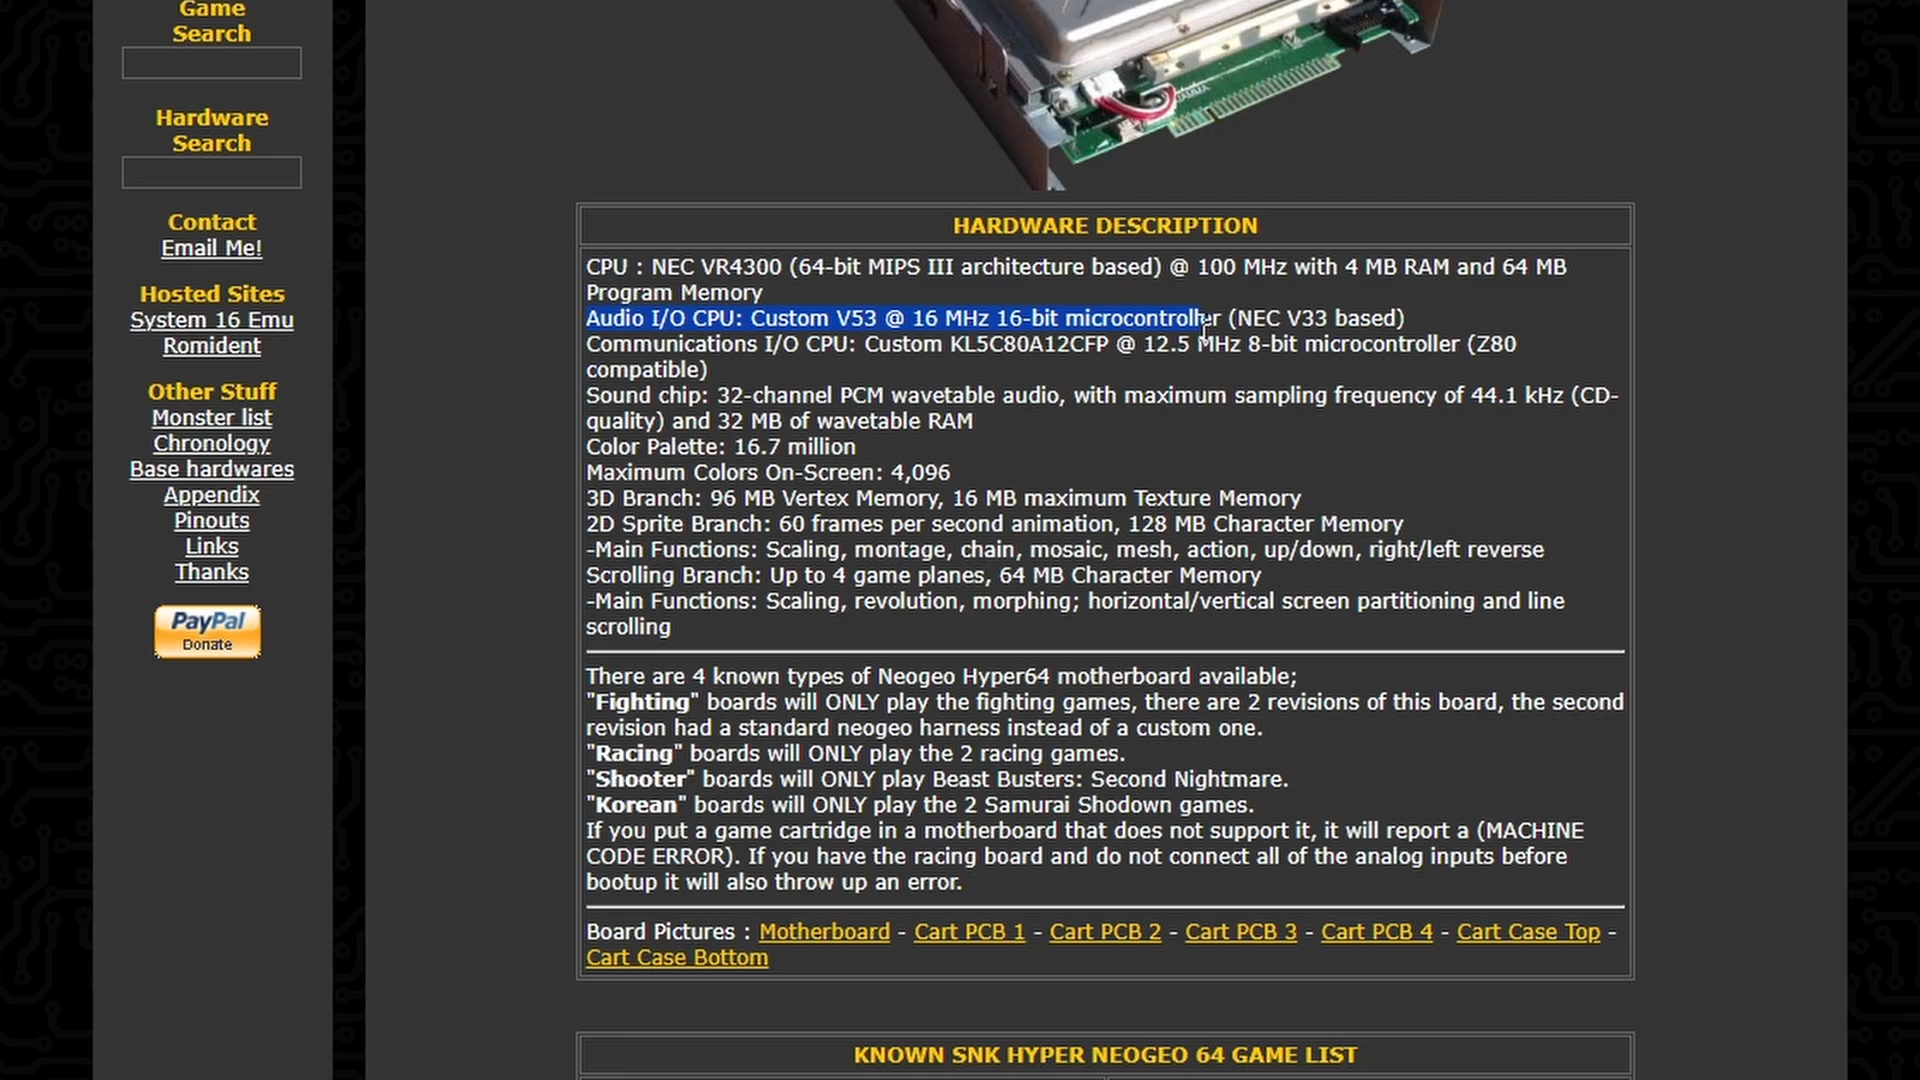 Game
Search
Hardware
Search
Contact
Email Me!
Hosted Sites
System 16 Emu
Romident
Other Stuff
Monster list
Chronology
Base hardwares
Appendix
Pinouts
Links
Thanks
PayPal
Donate
HARDWARE DESCRIPTION
CPU : NEC VR4300 (64-bit MIPS III architecture based) @ 100 MHz with 4 MB RAM and 64 MB
Program Memory
Audio I/O CPU: Custom V53 @ 16 MHz 16-bit microcontroller (NEC V33 based)
Communications I/O CPU: Custom KL5C80A12CFP @ 12.5 MHz 8-bit microcontroller (Z80
compatible)
Sound chip: 32-channel PCM wavetable audio, with maximum sampling frequency of 44.1 kHz (CD-
quality) and 32 MB of wavetable RAM
Color Palette: 16.7 million
Maximum Colors On-Screen: 4,096
3D Branch: 96 MB Vertex Memory, 16 MB maximum Texture Memory
2D Sprite Branch: 60 frames per second animation, 128 MB Character Memory
-Main Functions: Scaling, montage, chain, mosaic, mesh, action, up/down, right/left reverse
Scrolling Branch: Up to 4 game planes, 64 MB Character Memory
-Main Functions: Scaling, revolution, morphing; horizontal/vertical screen partitioning and line
scrolling
There are 4 known types of Neogeo Hyper64 motherboard available;
"Fighting" boards will ONLY play the fighting games, there are 2 revisions of this board, the second
revision had a standard neogeo harness instead of a custom one.
"Racing" boards will ONLY play the 2 racing games.
"Shooter" boards will ONLY play Beast Busters: Second Nightmare.
"Korean" boards will ONLY play the 2 Samurai Shodown games.
If you put a game cartridge in a motherboard that does not support it, it will report a (MACHINE
CODE ERROR). If you have the racing board and do not connect all of the analog inputs before
bootup it will also throw up an error.
Board Pictures : Motherboard - Cart PCB 1 - Cart PCB 2 - Cart PCB 3 - Cart PCB 4 - Cart Case Top -
Cart Case Bottom
KNOWN SNK HYPER NEOGEO 64 GAME LIST